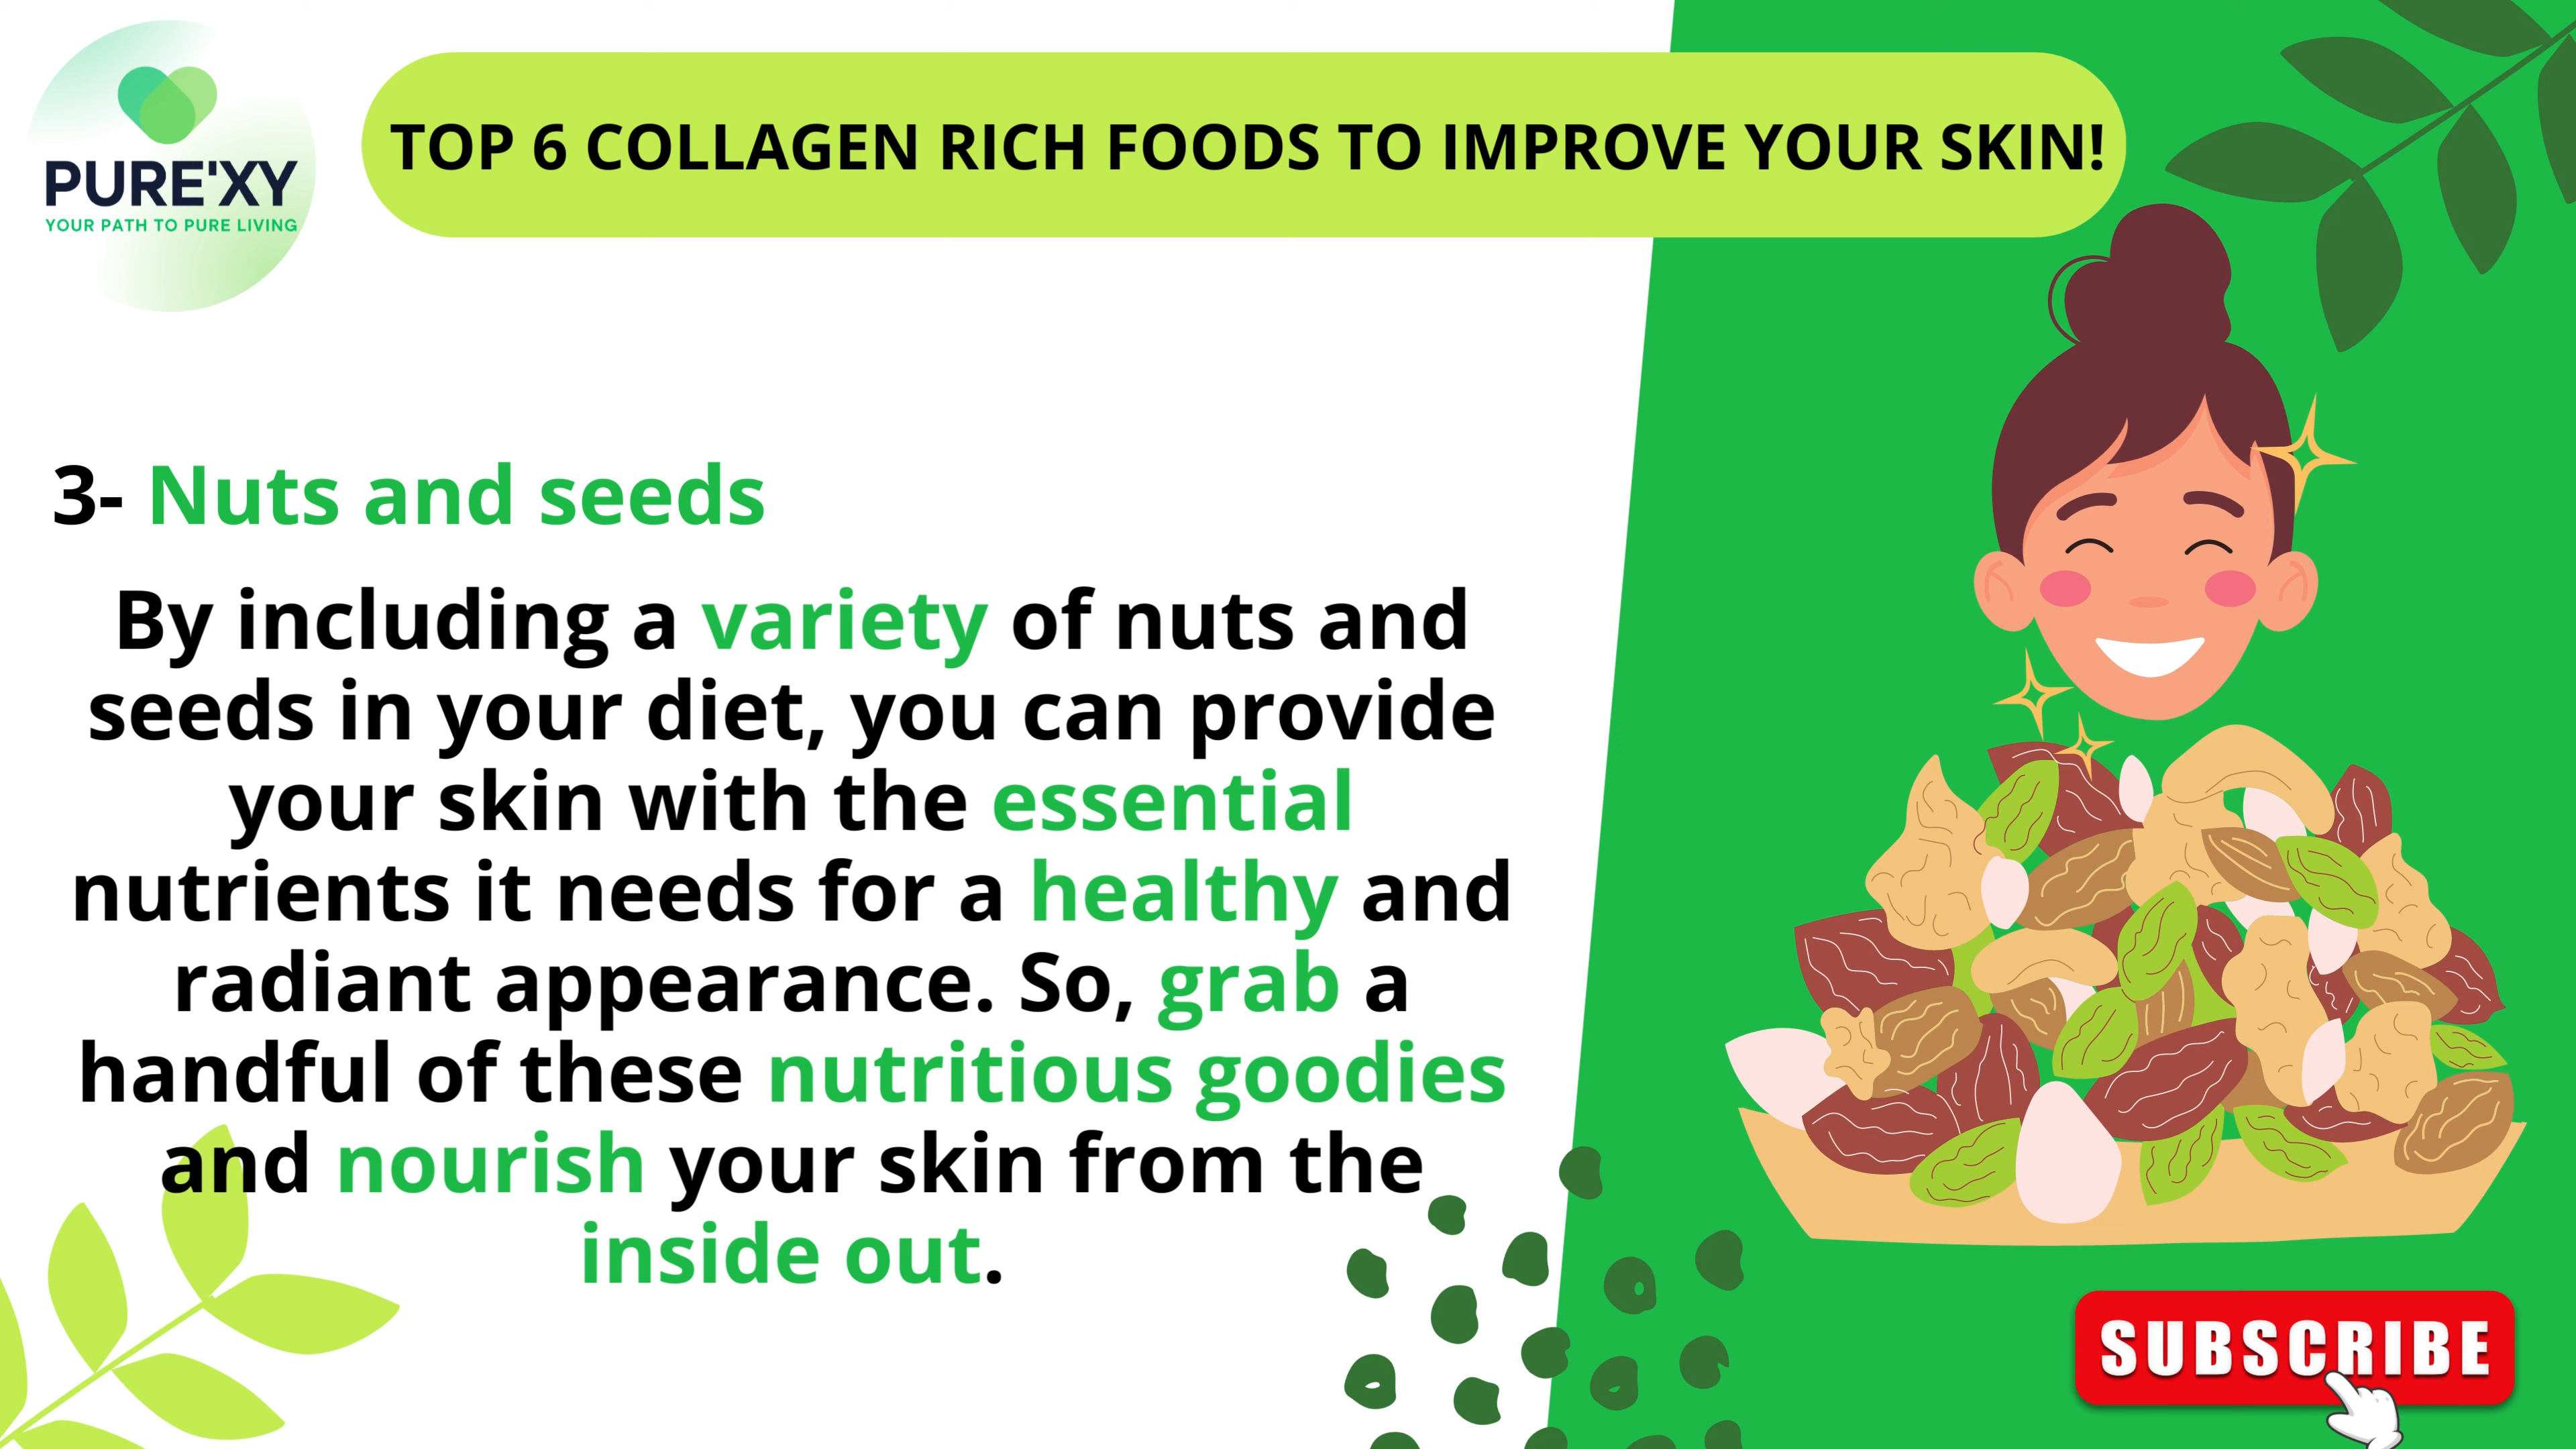 PURE'XY
YOUR PATH TO PURE LIVING
TOP 6 COLLAGEN RICH FOODS TO IMPROVE YOUR SKIN!
3- Nuts and seeds
By including a variety of nuts and
seeds in your diet, you can provide
your skin with the essential
nutrients it needs for a healthy and
radiant appearance. So, grab a
handful of these nutritious goodies
and nourish your skin from the
inside out.
SUBSCRIBE